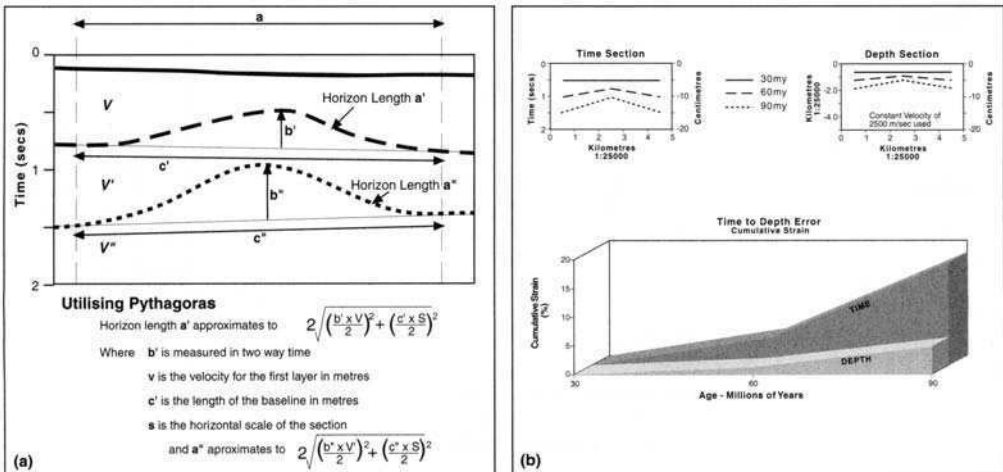 a
0
V
Horizon Length a'
b'
c'
1
V'
Horizon Length a"
b"
c"
V"
2
Time (secs)
Utilising Pythagoras
Horizon length a' approximates to 2√(b' x V/2)² + (c' x S/2)²
Where b' is measured in two way time
v is the velocity for the first layer in metres
c' is the length of the baseline in metres
s is the horizontal scale of the section
and a" aproximates to 2√(b" x V'/2)² + (c" x S/2)²
(a)
Time Section
0
1
2
Time (secs)
0
-10
-20
Centimetres
0 1 2 3 4 5
Kilometres
1:25000
30my
60my
90my
Depth Section
0
-2.0
-4.0
Kilometres
1:25000
0
-10
-20
Centimetres
Constant Velocity of
2500 m/sec used
0 1 2 3 4 5
Kilometres
1:25000
Time to Depth Error
Cumulative Strain
20
15
10
5
0
Cumulative Strain
(%)
TIME
DEPTH
30 60 90
Age - Millions of Years
(b)